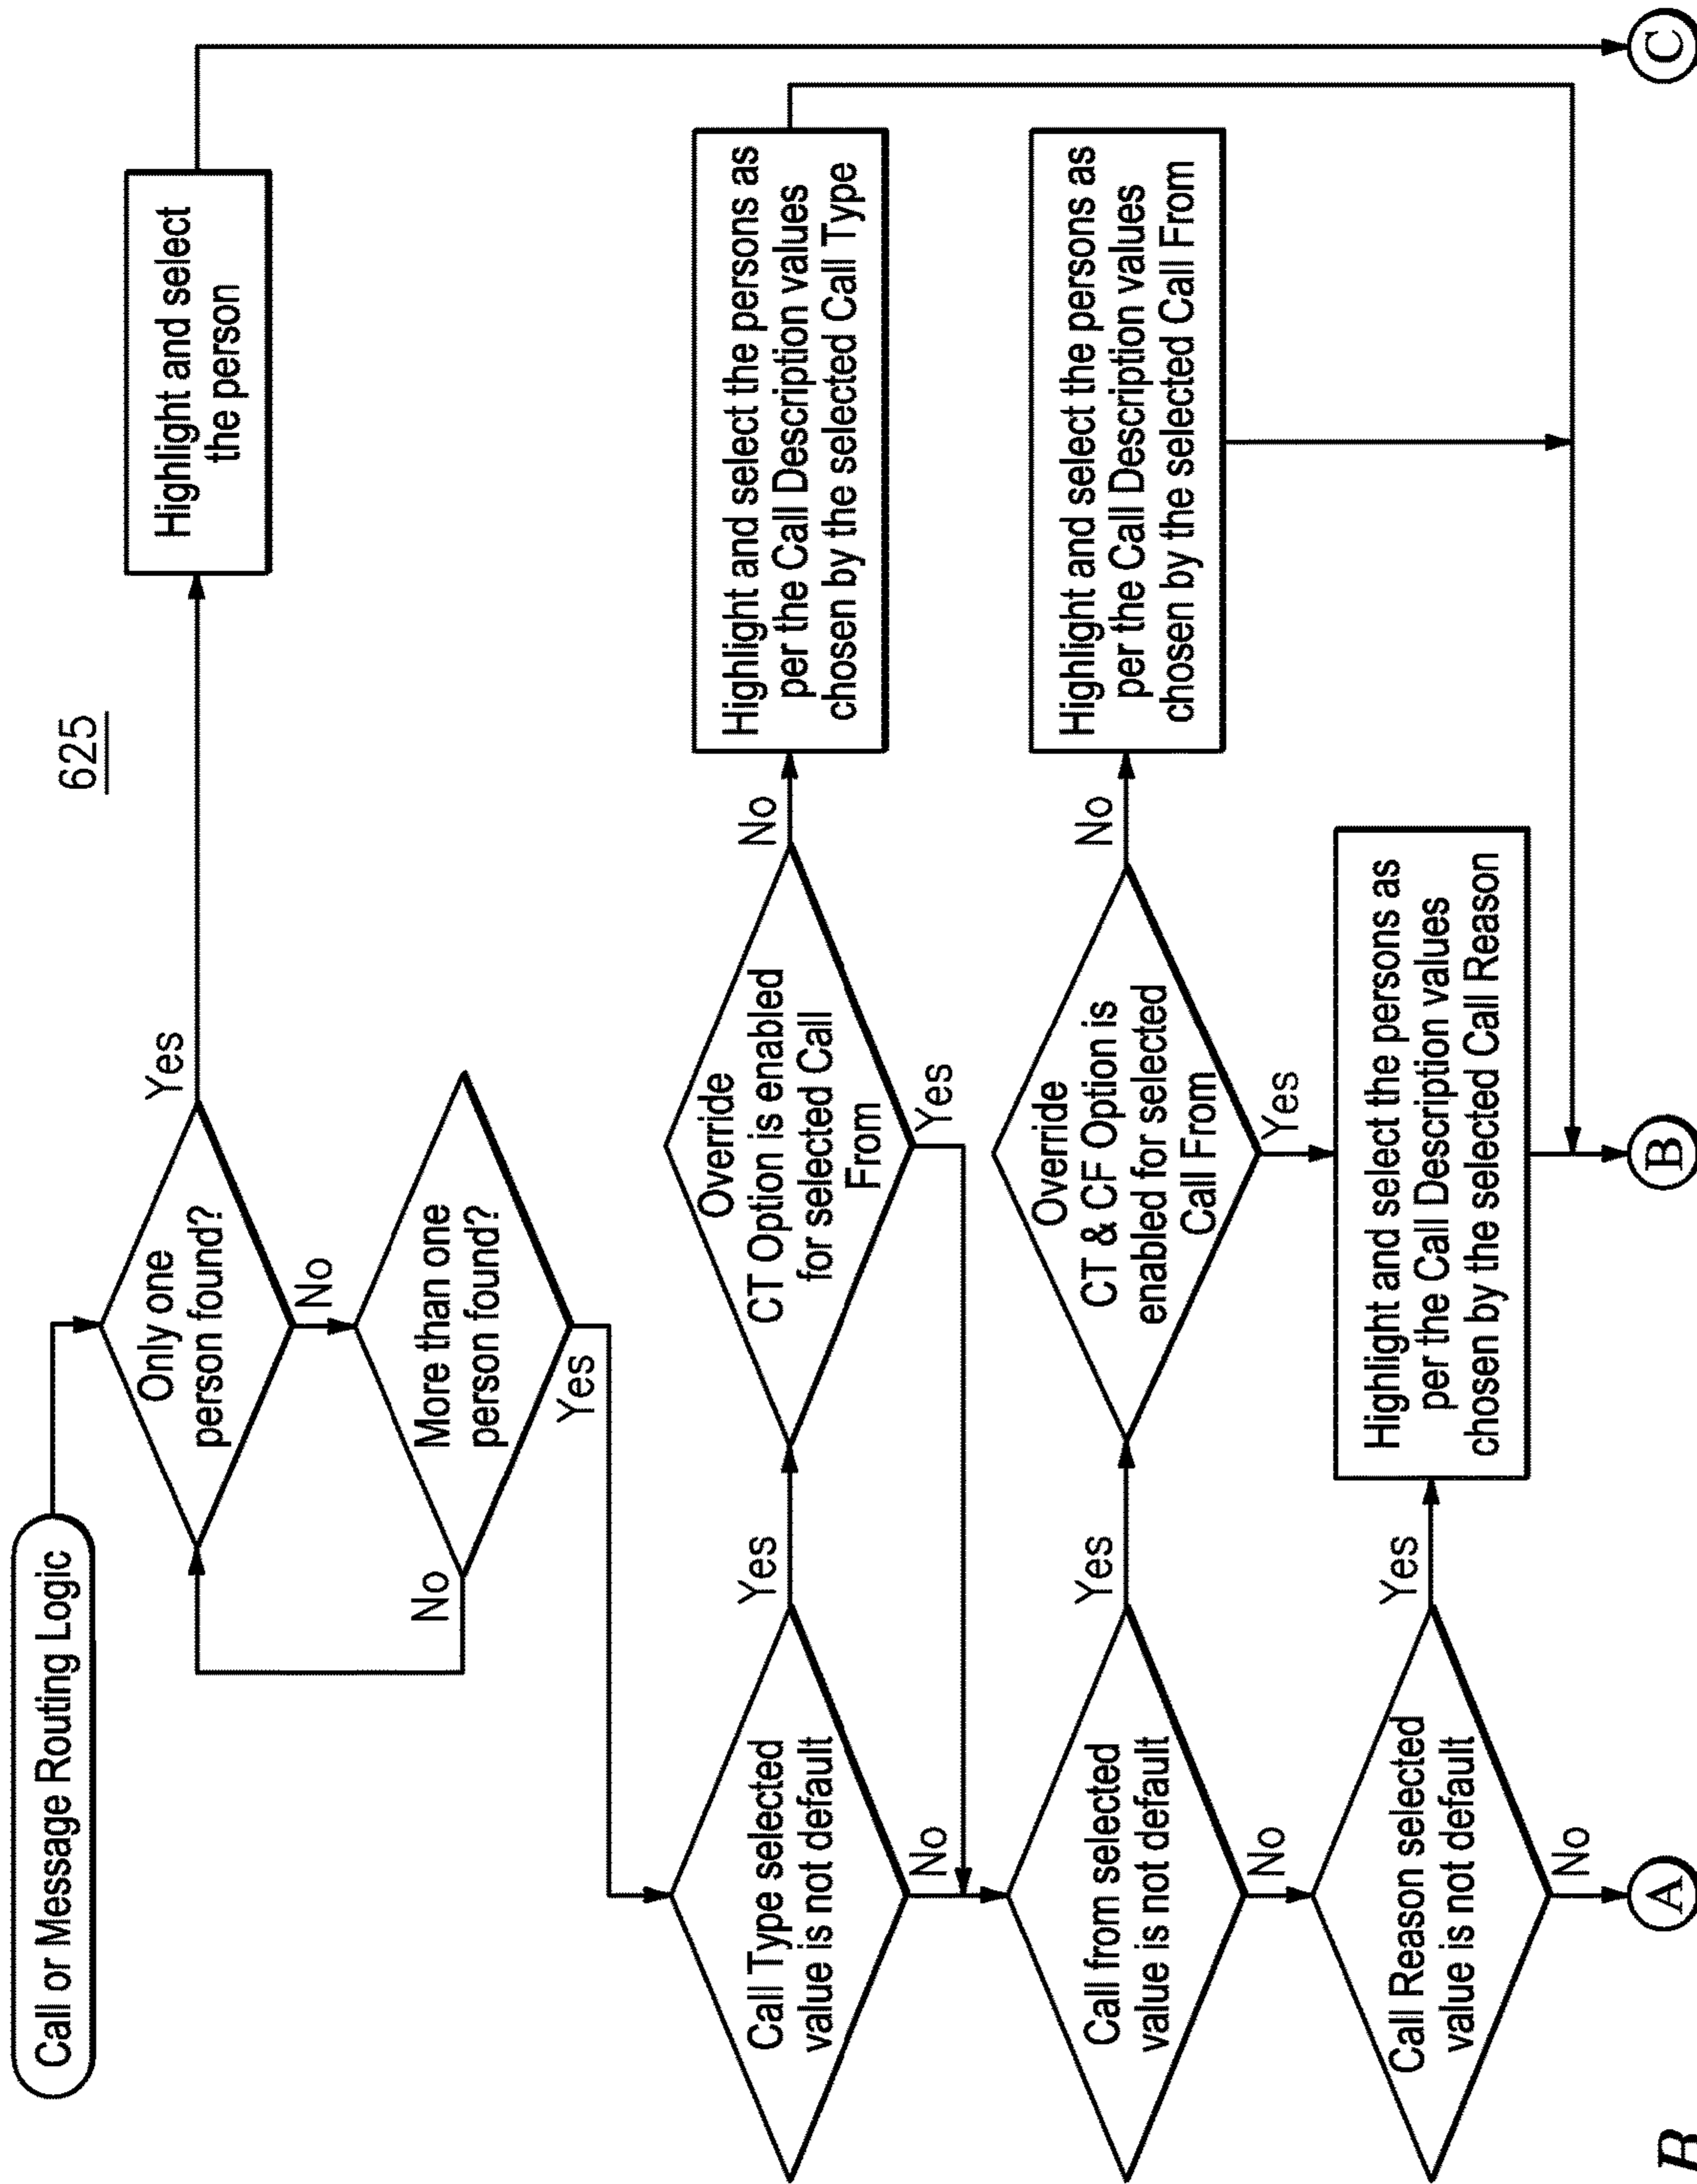 625
Call or Message Routing Logic
Only one
person found?
Yes
Highlight and select
the person
No
More than one
person found?
No
Yes
Call Type selected
value is not default
Yes
Override
CT Option is enabled
for selected Call
From
No
Highlight and select the persons as
per the Call Description values
chosen by the selected Call Type
No
Yes
Call from selected
value is not default
Yes
Override
CT & CF Option is
enabled for selected
Call From
No
Highlight and select the persons as
per the Call Description values
chosen by the selected Call From
No
Yes
Call Reason selected
value is not default
Yes
Highlight and select the persons as
per the Call Description values
chosen by the selected Call Reason
No
A
B
C
B